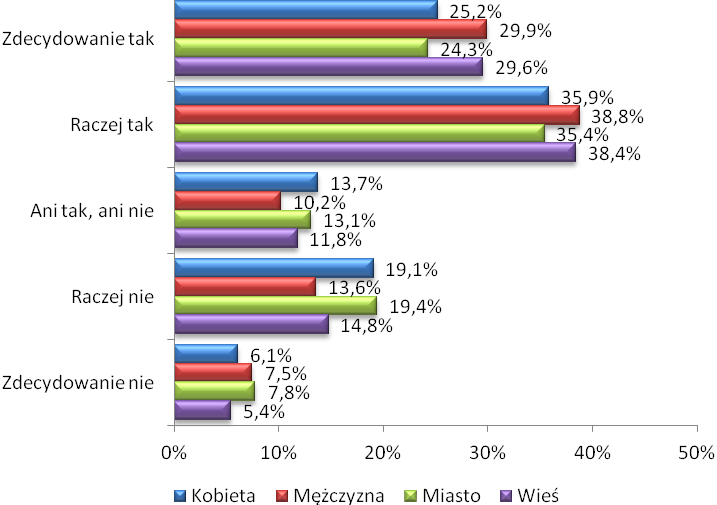 Zdecydowanie tak
25,2%
29,9%
24,3%
29,6%
Raczej tak
35,9%
38,8%
35,4%
38,4%
Ani tak, ani nie
13,7%
10,2%
13,1%
11,8%
Raczej nie
19,1%
13,6%
19,4%
14,8%
Zdecydowanie nie
6,1%
7,5%
7,8%
5,4%
0% 10% 20% 30% 40% 50%
Kobieta Mężczyzna Miasto Wieś